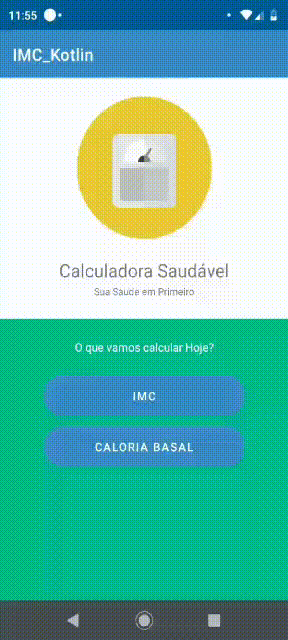 11:55
IMC_Kotlin
Calculadora Saudável
Sua Saude em Primeiro
O que vamos calcular Hoje?
IMC
CALORIA BASAL